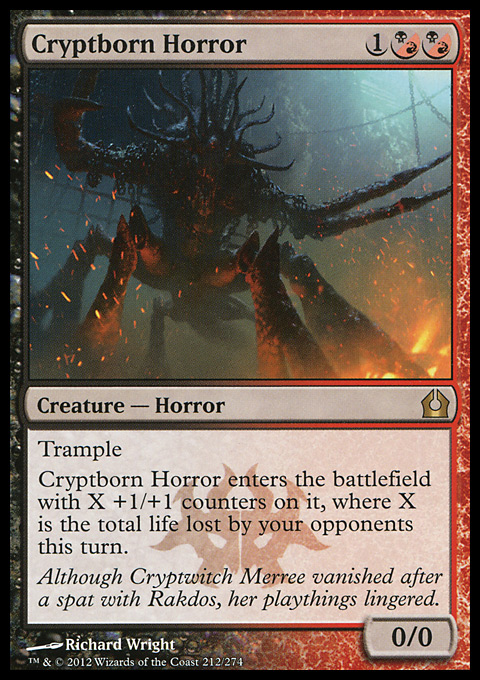 Cryptborn Horror 1
Creature — Horror
Trample
Cryptborn Horror enters the battlefield
with X +1/+1 counters on it, where X
is the total life lost by your opponents
this turn.
Although Cryptwitch Merree vanished after
a spat with Rakdos, her playthings lingered.
Richard Wright
0/0
™ & © 2012 Wizards of the Coast 212/274